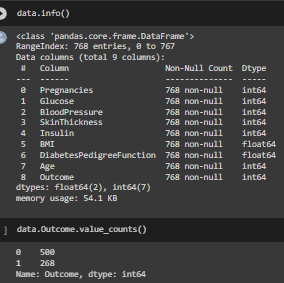 data.info()
<class 'pandas.core.frame.DataFrame'>
RangeIndex: 768 entries, 0 to 767
Data columns (total 9 columns):
 #   Column                    Non-Null Count  Dtype
---  ------                    --------------  -----
 0   Pregnancies               768 non-null    int64
 1   Glucose                   768 non-null    int64
 2   BloodPressure             768 non-null    int64
 3   SkinThickness             768 non-null    int64
 4   Insulin                   768 non-null    int64
 5   BMI                       768 non-null    float64
 6   DiabetesPedigreeFunction  768 non-null    float64
 7   Age                       768 non-null    int64
 8   Outcome                   768 non-null    int64
dtypes: float64(2), int64(7)
memory usage: 54.1 KB
] data.Outcome.value_counts()
0    500
1    268
Name: Outcome, dtype: int64